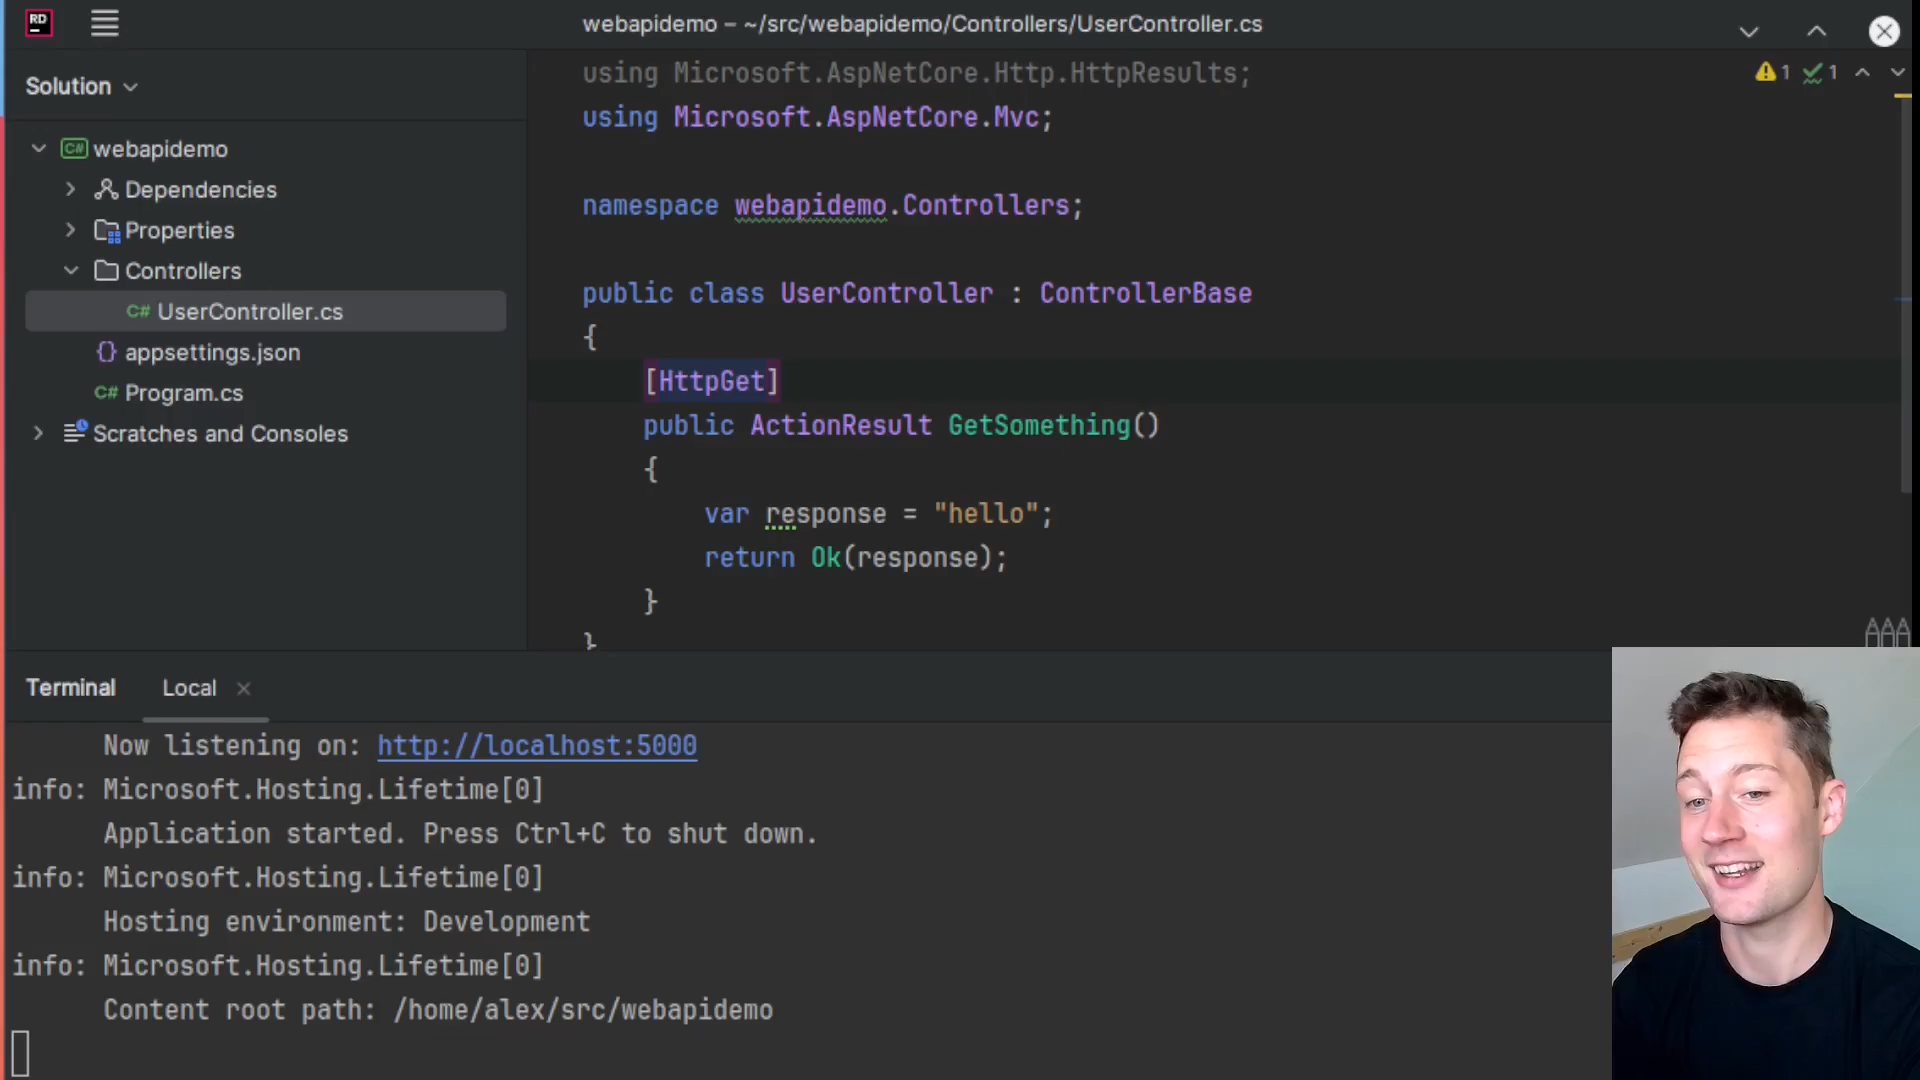 RD
webapidemo – ~/src/webapidemo/Controllers/UserController.cs
Solution
webapidemo
Dependencies
Properties
Controllers
C# UserController.cs
{} appsettings.json
C# Program.cs
Scratches and Consoles
using Microsoft.AspNetCore.Http.HttpResults;
using Microsoft.AspNetCore.Mvc;
namespace webapidemo.Controllers;
public class UserController : ControllerBase
{
[HttpGet]
public ActionResult GetSomething()
{
var response = "hello";
return Ok(response);
}
}
1 1
Terminal Local
Now listening on: http://localhost:5000
info: Microsoft.Hosting.Lifetime[0]
Application started. Press Ctrl+C to shut down.
info: Microsoft.Hosting.Lifetime[0]
Hosting environment: Development
info: Microsoft.Hosting.Lifetime[0]
Content root path: /home/alex/src/webapidemo